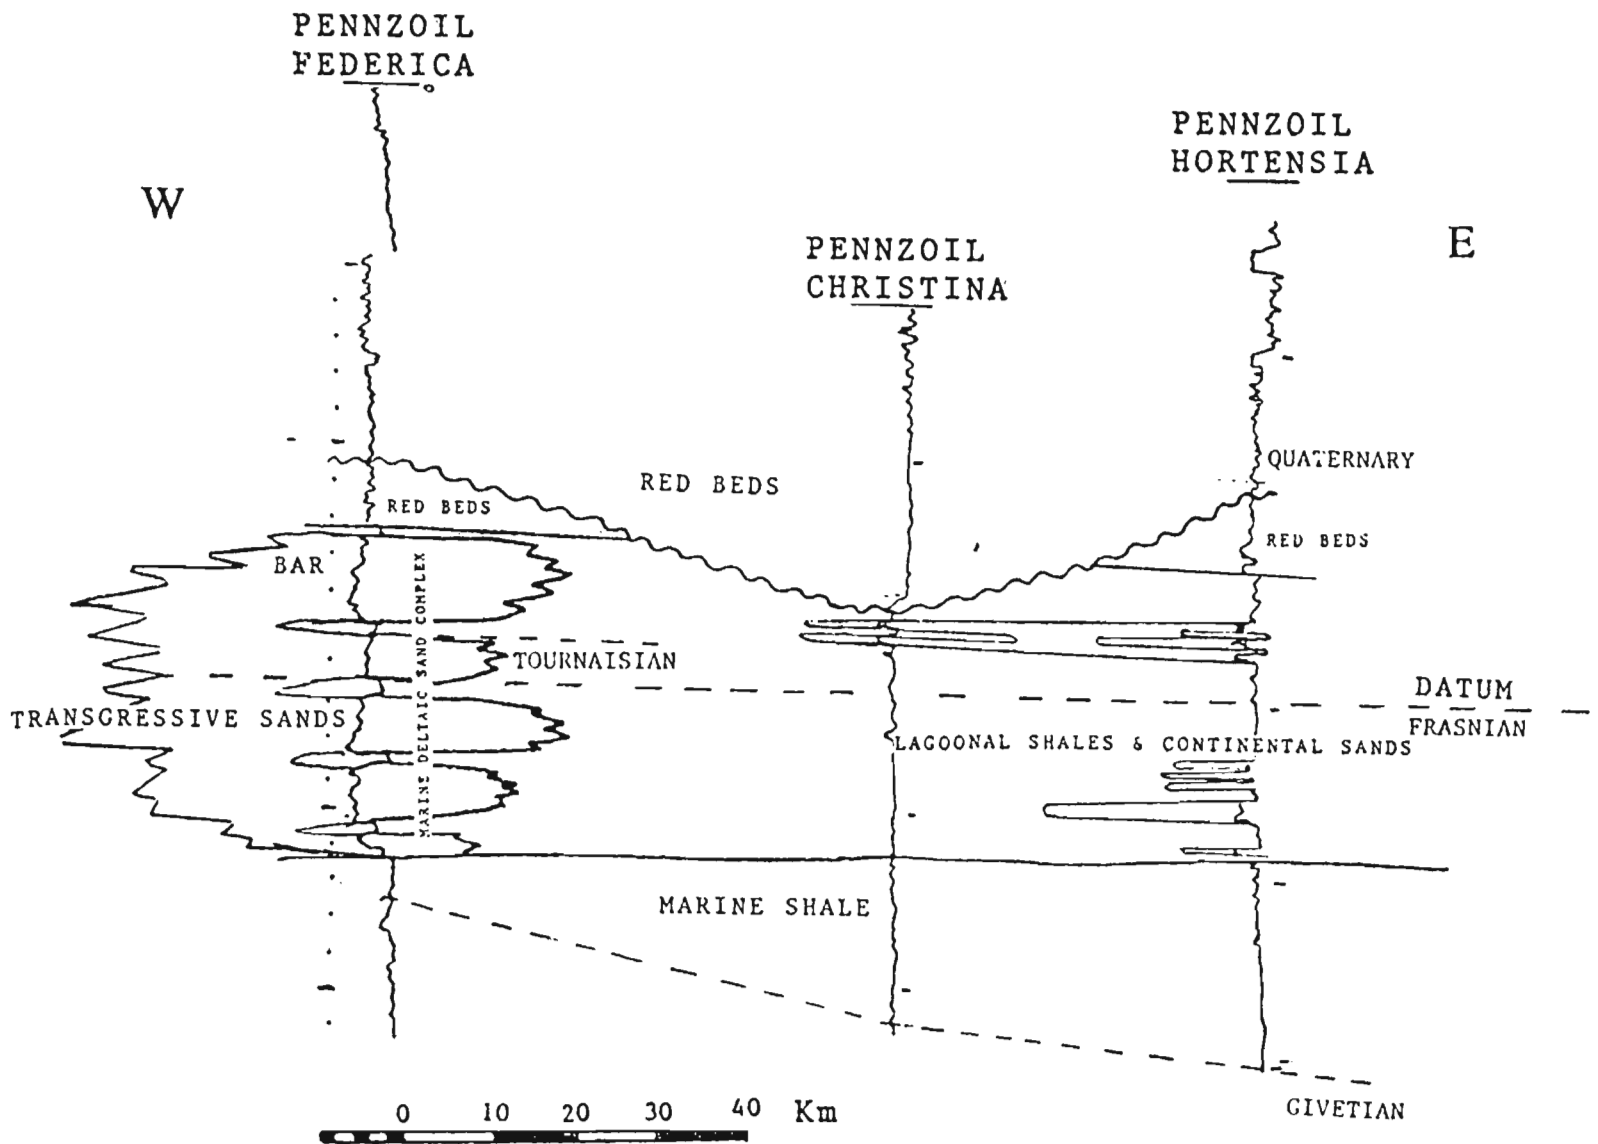 PENNZOIL
FEDERICA
PENNZOIL
HORTENSIA
W
E
PENNZOIL
CHRISTINA
QUATERNARY
RED BEDS
RED BEDS
RED BEDS
BAR
MARINE DELTAIC SAND COMPLEX
TOURNAISIAN
DATUM
TRANSGRESSIVE SANDS
FRASNIAN
LAGOONAL SHALES & CONTINENTAL SANDS
MARINE SHALE
GIVETIAN
0 10 20 30 40 Km